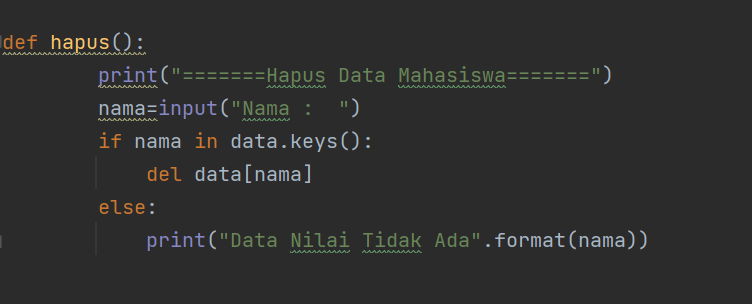 def hapus():
print("=======Hapus Data Mahasiswa=======")
nama=input("Nama :  ")
if nama in data.keys():
del data[nama]
else:
print("Data Nilai Tidak Ada".format(nama))